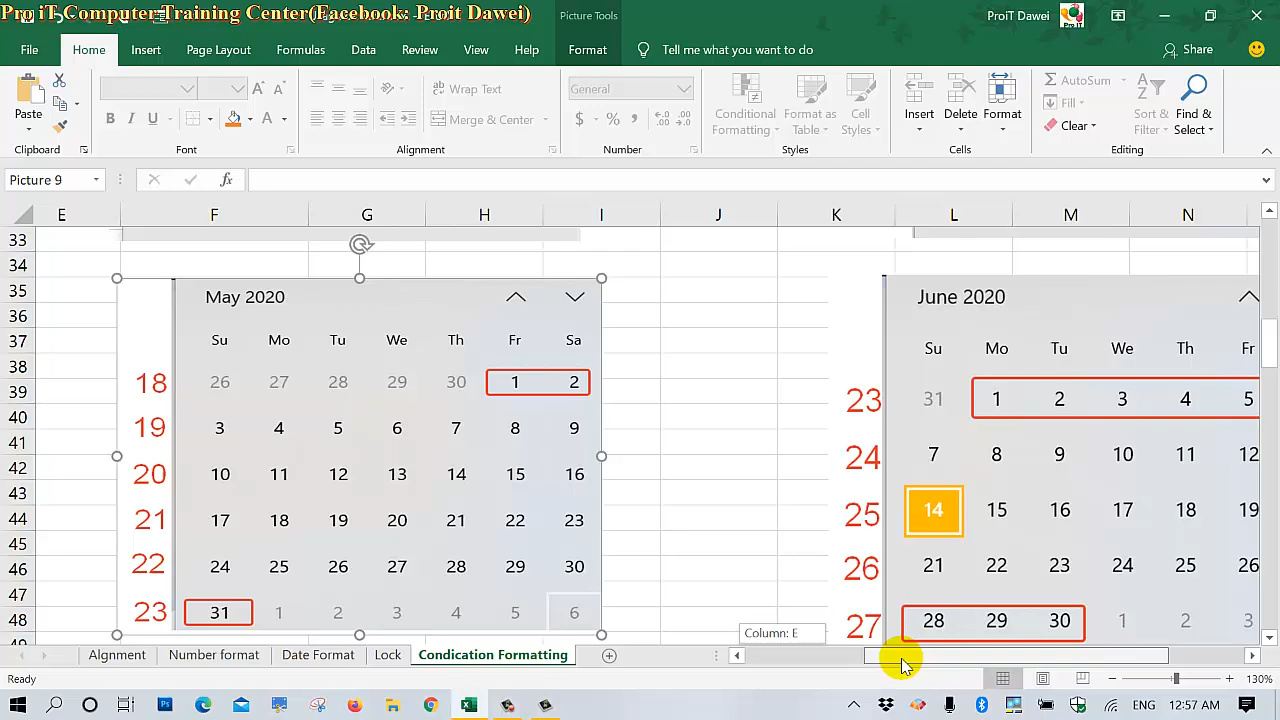 Pro iT Computer Training Center(Facebook: Proit Dawei)
Picture Tools
ProiT Dawei
File Home Insert Page Layout Formulas Data Review View Help Format Tell me what you want to do Share
Paste
Clipboard
B I U A A A
Font
Wrap Text
Merge & Center
Alignment
General
$ % ,
Number
Conditional Formatting
Format as Table
Cell Styles
Styles
Insert Delete Format
Cells
AutoSum
Fill
Clear
Sort & Filter
Find & Select
Editing
Picture 9 fx
E F G H I J K L M N
33
34
35
36
37
38
39
40
41
42
43
44
45
46
47
48
May 2020
Su Mo Tu We Th Fr Sa
18 26 27 28 29 30 1 2
19 3 4 5 6 7 8 9
20 10 11 12 13 14 15 16
21 17 18 19 20 21 22 23
22 24 25 26 27 28 29 30
23 31 1 2 3 4 5 6
June 2020
Su Mo Tu We Th Fr
23 31 1 2 3 4 5
24 7 8 9 10 11 12
25 14 15 16 17 18 19
26 21 22 23 24 25 26
27 28 29 30 1 2 3
Column: E
Alignment Number format Date Format Lock Condication Formatting
Ready 130%
ENG 12:57 AM